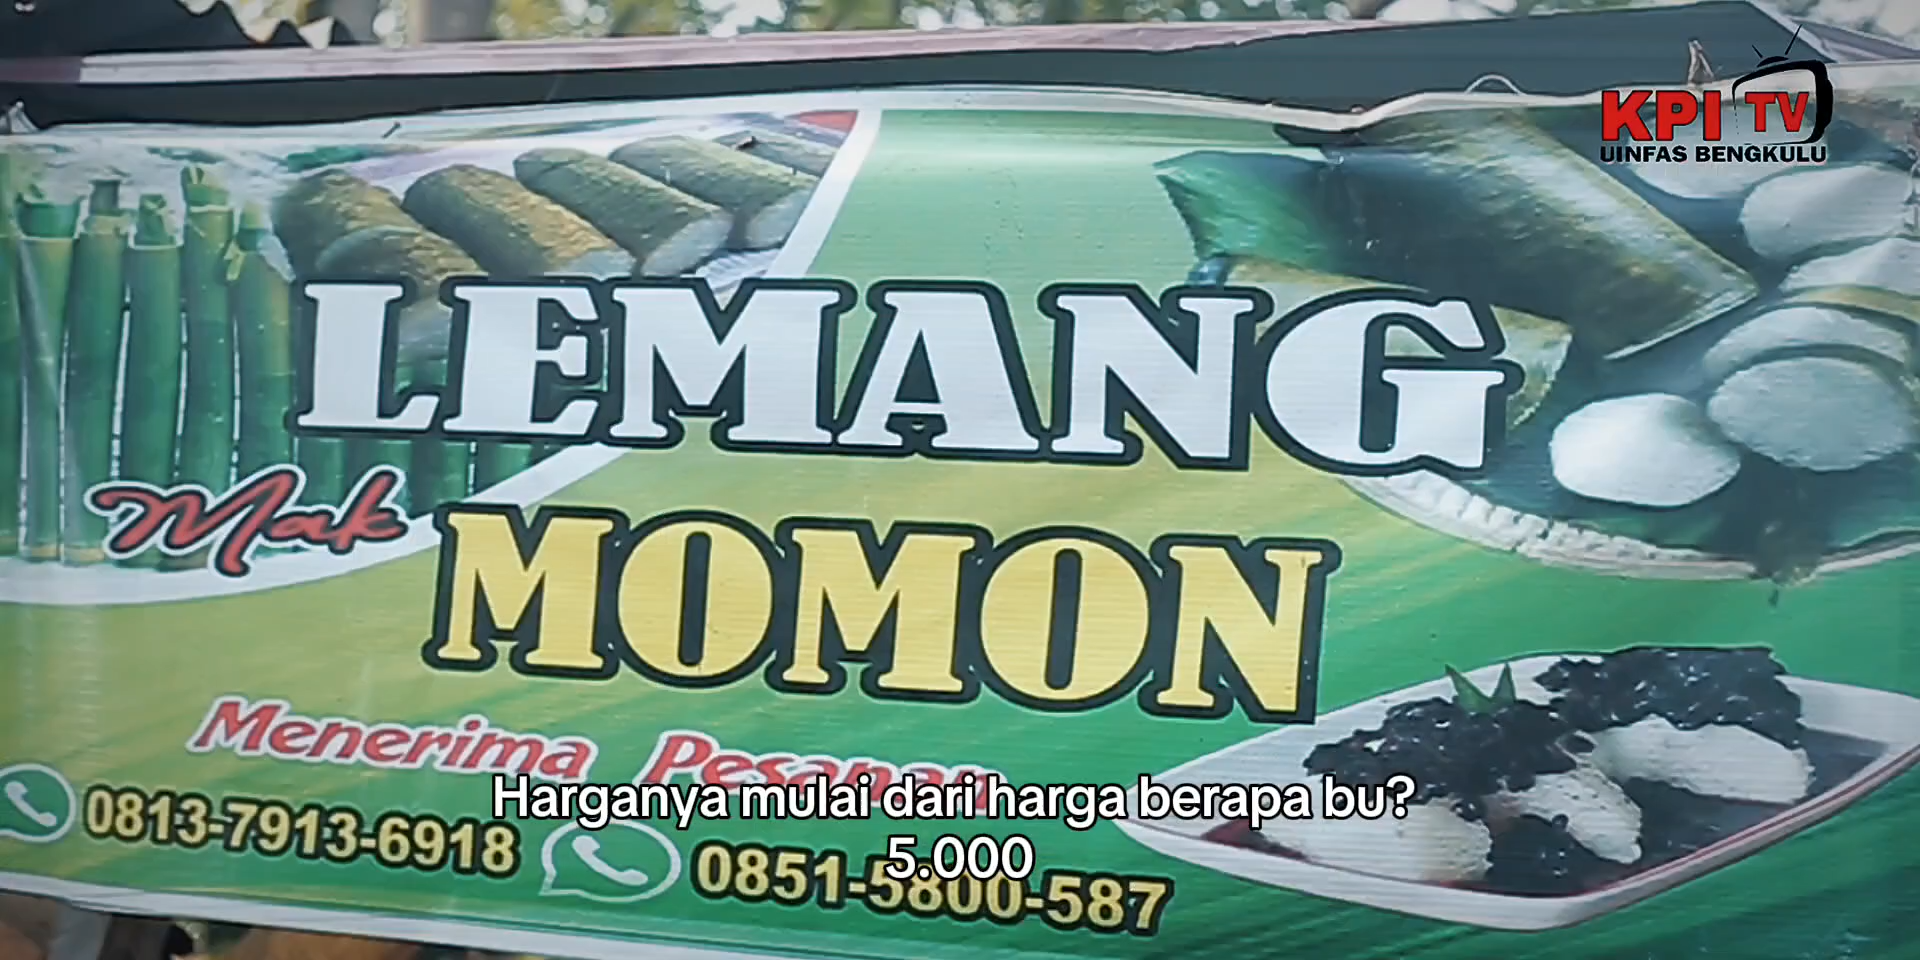 KPI TV
UINFAS BENGKULU
LEMANG
Mak MOMON
Menerima Pesanan
0813-7913-6918
0851-5800-587
Harganya mulai dari harga berapa bu?
5.000